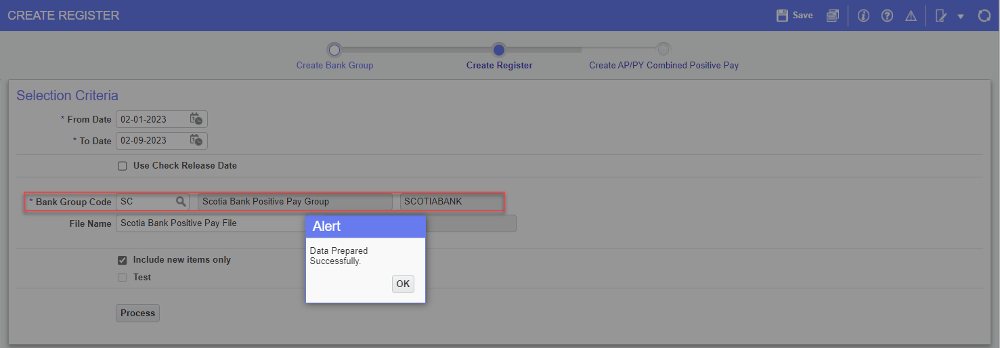 CREATE REGISTER
Save
Create Bank Group
Create Register
Create AP/PY Combined Positive Pay
Selection Criteria
* From Date 02-01-2023
* To Date 02-09-2023
Use Check Release Date
* Bank Group Code SC Scotia Bank Positive Pay Group SCOTIABANK
File Name Scotia Bank Positive Pay File
Alert
Data Prepared
Successfully.
OK
Include new items only
Test
Process